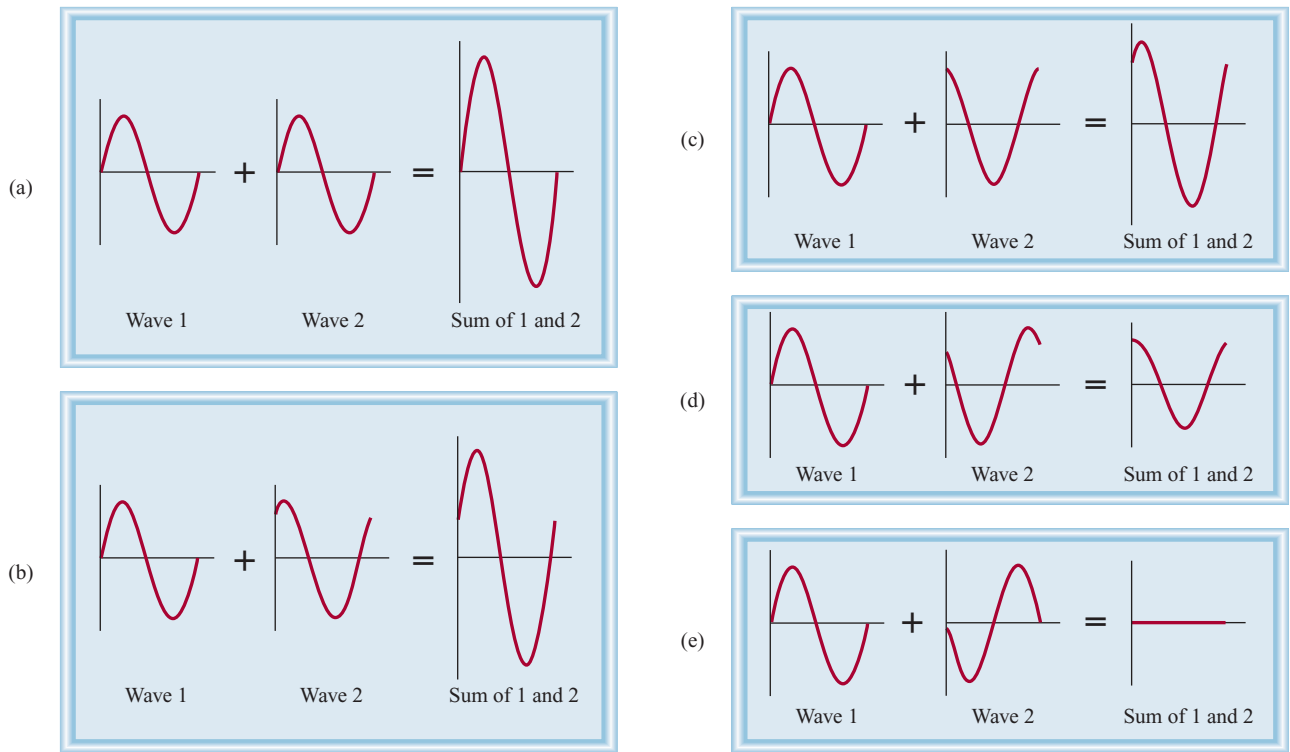 (a)
+
=
Wave 1 Wave 2 Sum of 1 and 2
(b)
+
=
Wave 1 Wave 2 Sum of 1 and 2
(c)
+
=
Wave 1 Wave 2 Sum of 1 and 2
(d)
+
=
Wave 1 Wave 2 Sum of 1 and 2
(e)
+
=
Wave 1 Wave 2 Sum of 1 and 2